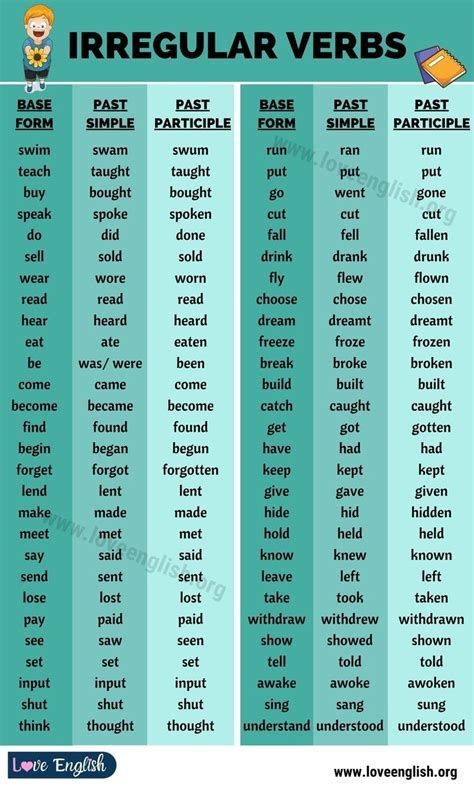 IRREGULAR VERBS
BASE FORM PAST SIMPLE PAST PARTICIPLE
swim swam swum
teach taught taught
buy bought bought
speak spoke spoken
do did done
sell sold sold
wear wore worn
read read read
hear heard heard
eat ate eaten
be was/ were been
come came come
become became become
find found found
begin began begun
forget forgot forgotten
lend lent lent
make made made
meet met met
say said said
send sent sent
lose lost lost
pay paid paid
see saw seen
set set set
input input input
shut shut shut
think thought thought
BASE FORM PAST SIMPLE PAST PARTICIPLE
run ran run
put put put
go went gone
cut cut cut
fall fell fallen
drink drank drunk
fly flew flown
choose chose chosen
dream dreamt dreamt
freeze froze frozen
break broke broken
build built built
catch caught caught
get got gotten
have had had
keep kept kept
give gave given
hide hid hidden
hold held held
know knew known
leave left left
take took taken
withdraw withdrew withdrawn
show showed shown
tell told told
awake awoke awoken
sing sang sung
understand understood understood
www.loveenglish.org
www.loveenglish.org
Love English
www.loveenglish.org